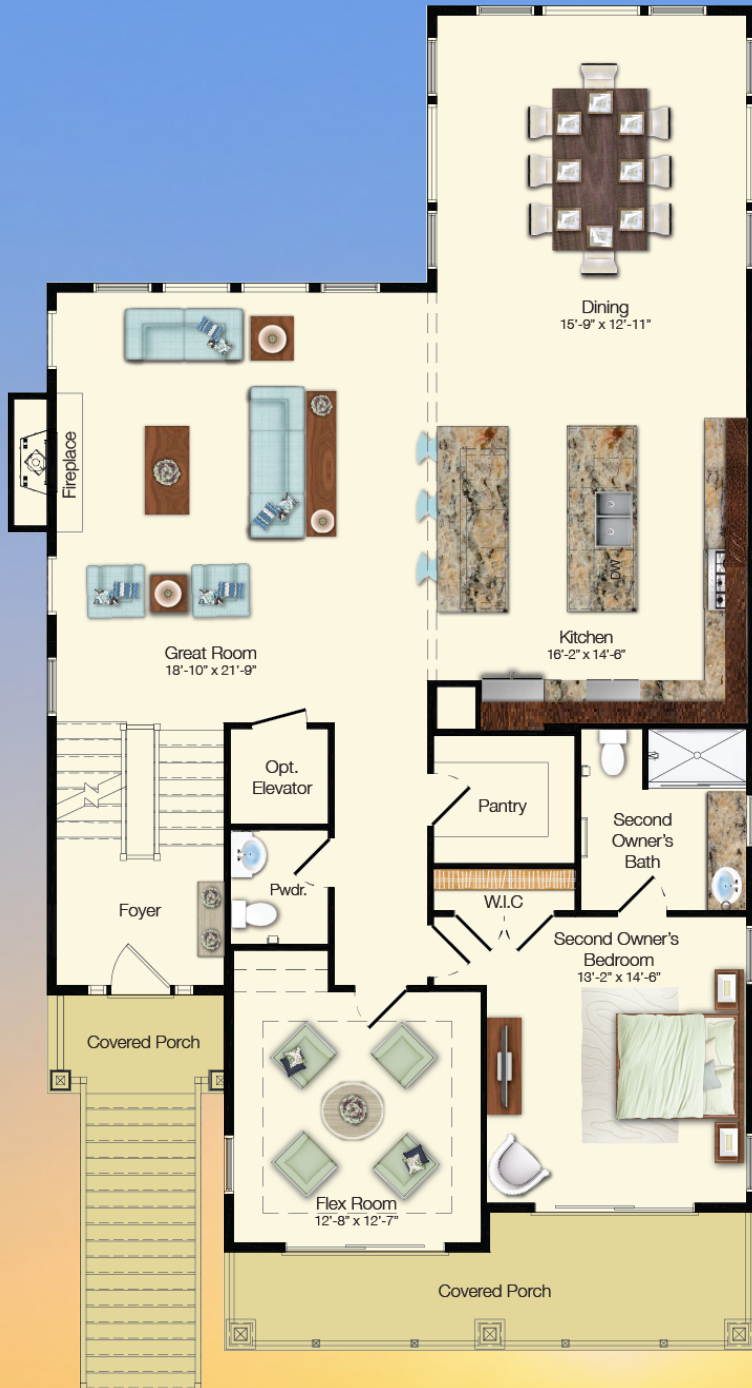 Dining
15'-9" x 12'-11"
Fireplace
DW
Kitchen
16'-2" x 14'-6"
Great Room
18'-10" x 21'-9"
Opt.
Elevator
Pantry
Second
Owner's
Bath
Pwdr.
W.I.C
Foyer
Second Owner's
Bedroom
13'-2" x 14'-6"
Covered Porch
Flex Room
12'-8" x 12'-7"
Covered Porch